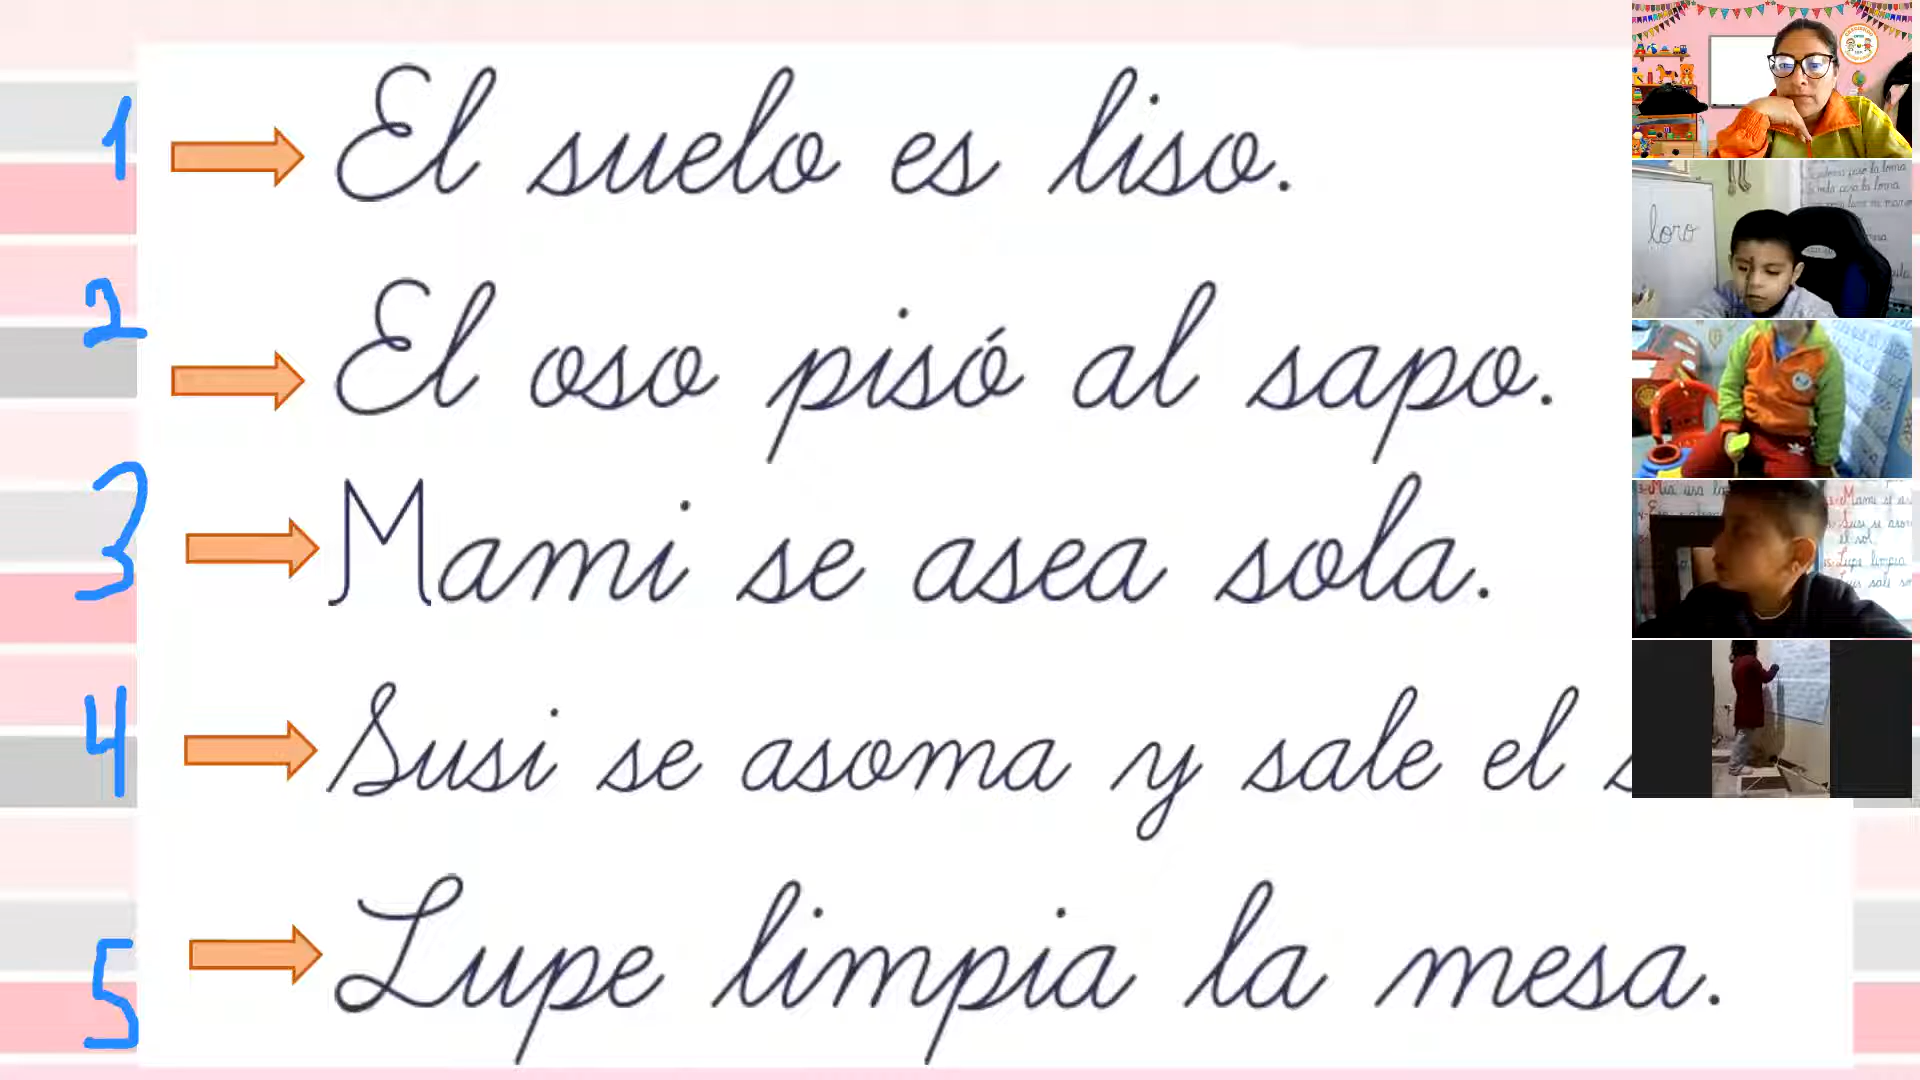 1 El suelo es liso.
2 El oso pisó al sapo.
3 Mami se asea sola.
4 Susi se asoma y sale el s
5 Lupe limpia la mesa.
loro